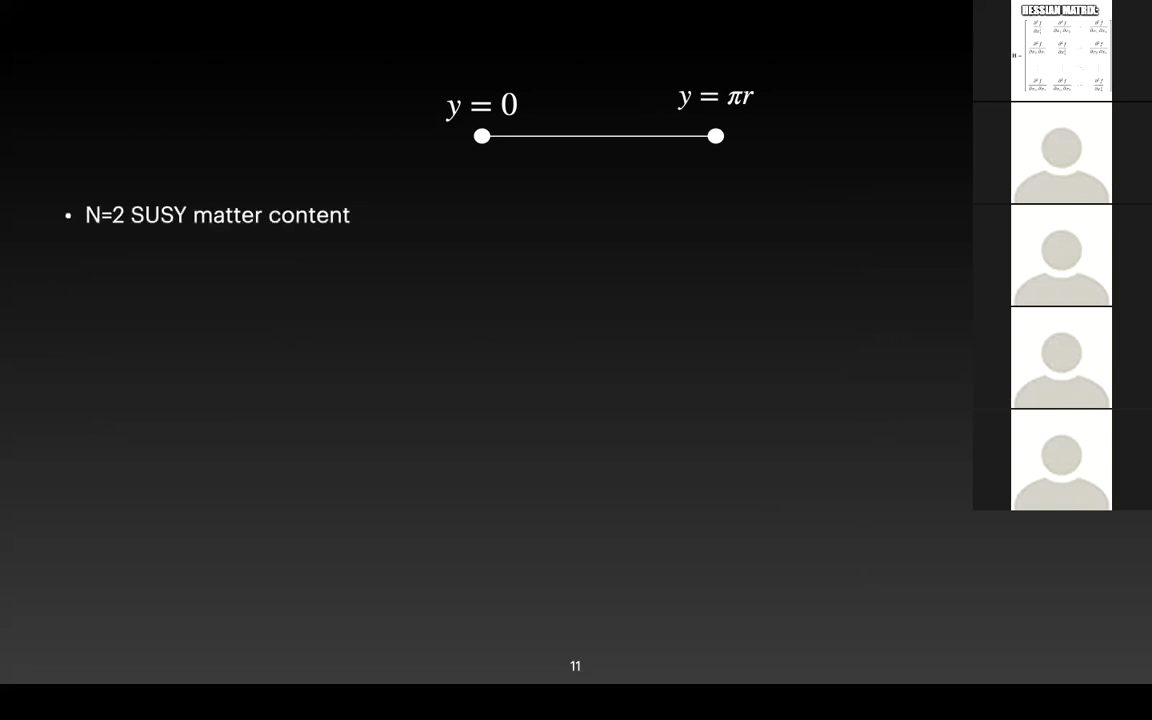 HESSIAN MATRIX:
H =
y = 0
y = πr
• N=2 SUSY matter content
11